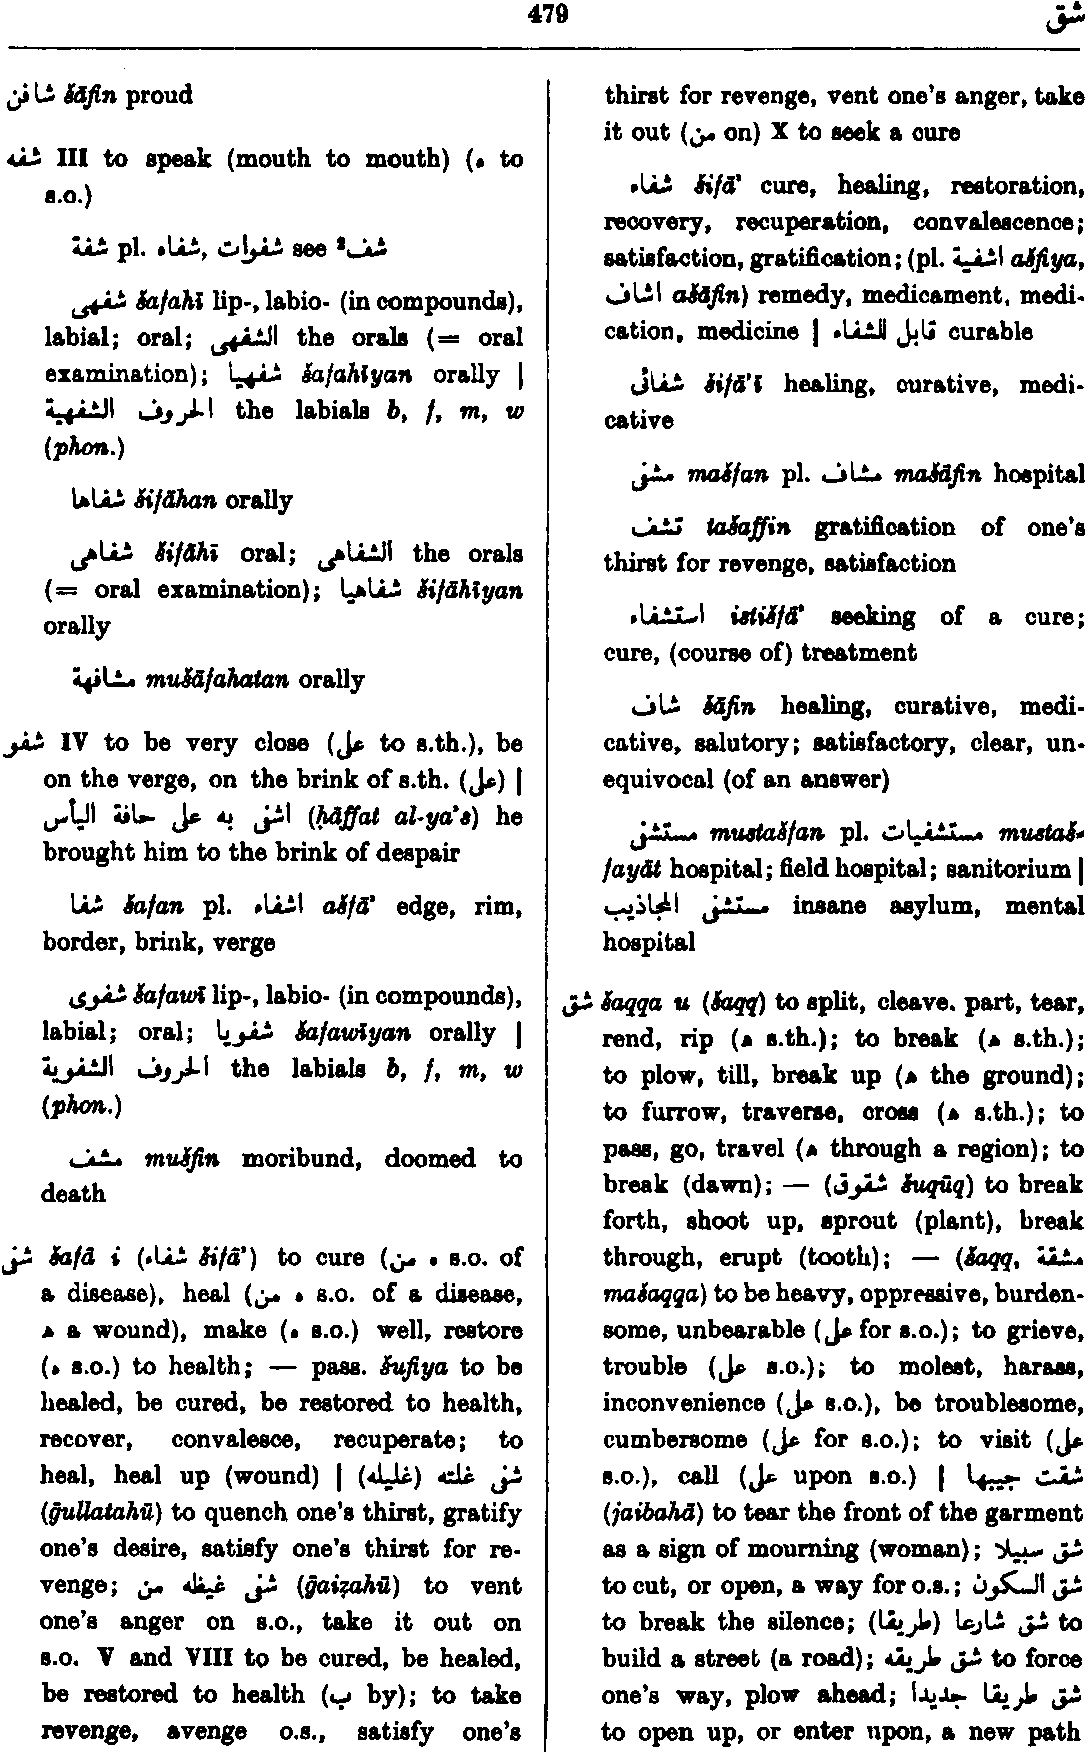 479
شق
شافن šāfin proud
شفه III to speak (mouth to mouth) (ه to
s.o.)
شفة pl. شفاه, شفوات see ²شف
شفهى šafahī lip-, labio- (in compounds),
labial; oral; الشفهى the orals (= oral
examination); شفهيا šafahīyan orally |
الحروف الشفهية the labials b, f, m, w
(phon.)
شفاها šifāhan orally
شفاهى šifāhī oral; الشفاهى the orals
(= oral examination); شفاهيا šifāhīyan
orally
مشافهة mušāfahatan orally
شفو IV to be very close (على to s.th.), be
on the verge, on the brink of s.th. (على) |
اشفى به على حافة اليأس (ḥāffat al-ya's) he
brought him to the brink of despair
شفا šafan pl. اشفاء ašfā' edge, rim,
border, brink, verge
شفوى šafawī lip-, labio- (in compounds),
labial; oral; شفويا šafawīyan orally |
الحروف الشفوية the labials b, f, m, w
(phon.)
مشف mušfin moribund, doomed to
death
شفى šafā i (شفاء šifā') to cure (ه من s.o. of
a disease), heal (ه من s.o. of a disease,
ه a wound), make (ه s.o.) well, restore
(ه s.o.) to health; — pass. šufiya to be
healed, be cured, be restored to health,
recover, convalesce, recuperate; to
heal, heal up (wound) | شفى غلته (غليله)
(ḡullatahū) to quench one's thirst, gratify
one's desire, satisfy one's thirst for re-
venge; شفى غيظه من (ḡaiẓahū) to vent
one's anger on s.o., take it out on
s.o. V and VIII to be cured, be healed,
be restored to health (ب by); to take
revenge, avenge o.s., satisfy one's
thirst for revenge, vent one's anger, take
it out (من on) X to seek a cure
شفاء šifā' cure, healing, restoration,
recovery, recuperation, convalescence;
satisfaction, gratification; (pl. اشفية ašfiya,
اشاف ašāfin) remedy, medicament, medi-
cation, medicine | قابل للشفاء curable
شفائى šifā'ī healing, curative, medi-
cative
مشفى mašfan pl. مشاف mašāfin hospital
تشف tašaffin gratification of one's
thirst for revenge, satisfaction
استشفاء istišfā' seeking of a cure;
cure, (course of) treatment
شاف šāfin healing, curative, medi-
cative, salutory; satisfactory, clear, un-
equivocal (of an answer)
مستشفى mustašfan pl. مستشفيات mustaš-
fayāt hospital; field hospital; sanitorium |
مستشفى المجاذيب insane asylum, mental
hospital
شق šaqqa u (šaqq) to split, cleave, part, tear,
rend, rip (ه s.th.); to break (ه s.th.);
to plow, till, break up (ه the ground);
to furrow, traverse, cross (ه s.th.); to
pass, go, travel (ه through a region); to
break (dawn); — (شقوق šuqūq) to break
forth, shoot up, sprout (plant), break
through, erupt (tooth); — (šaqq, مشقة
mašaqqa) to be heavy, oppressive, burden-
some, unbearable (على for s.o.); to grieve,
trouble (على s.o.); to molest, harass,
inconvenience (على s.o.), be troublesome,
cumbersome (على for s.o.); to visit (على
s.o.), call (على upon s.o.) | شقت جيبها
(jaibahā) to tear the front of the garment
as a sign of mourning (woman); شق سبيلا
to cut, or open, a way for o.s.; شق السكون
to break the silence; شق شارعا (طريقا) to
build a street (a road); شق طريقه to force
one's way, plow ahead; شق طريقا جديدا
to open up, or enter upon, a new path